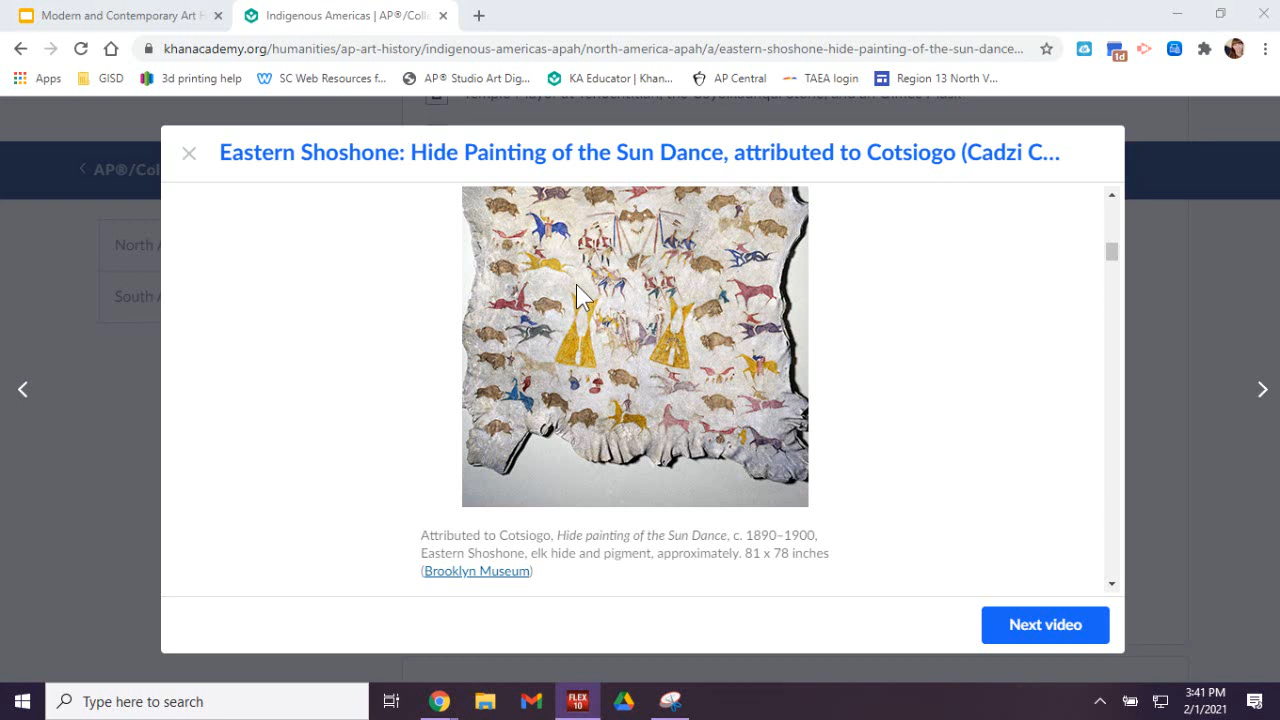 Modern and Contemporary Art H
Indigenous Americas | AP®/Colle
khanacademy.org/humanities/ap-art-history/indigenous-americas-apah/north-america-apah/a/eastern-shoshone-hide-painting-of-the-sun-dance...
1d
Apps
GISD
3d printing help
SC Web Resources f...
AP® Studio Art Dig...
KA Educator | Khan...
AP Central
TAEA login
Region 13 North V...
AP®/Col
Eastern Shoshone: Hide Painting of the Sun Dance, attributed to Cotsiogo (Cadzi C...
North A
South A
Attributed to Cotsiogo, Hide painting of the Sun Dance, c. 1890–1900,
Eastern Shoshone, elk hide and pigment, approximately. 81 x 78 inches
(Brooklyn Museum)
Next video
Type here to search
FLEX
10
3:41 PM
2/1/2021